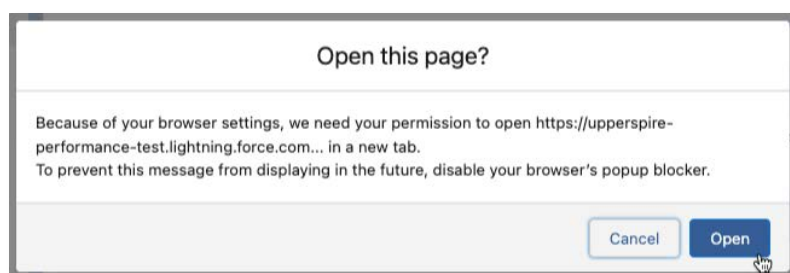 Open this page?
Because of your browser settings, we need your permission to open https://upperspire-
performance-test.lightning.force.com... in a new tab.
To prevent this message from displaying in the future, disable your browser's popup blocker.
Cancel
Open